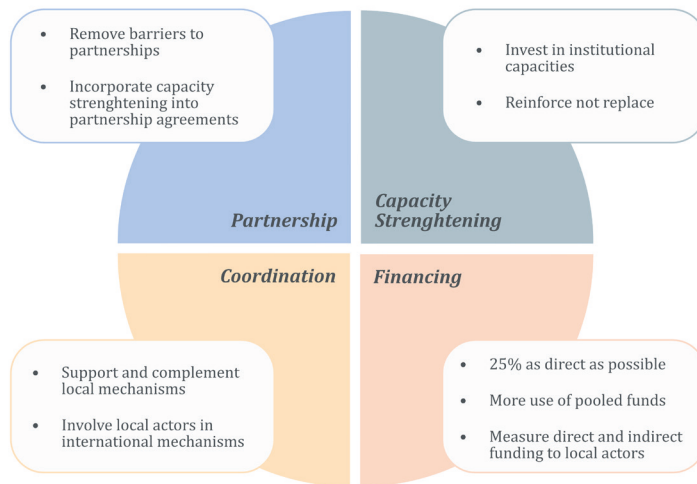 • Remove barriers to
partnerships
• Incorporate capacity
strenghtening into
partnership agreements
• Invest in institutional
capacities
• Reinforce not replace
Partnership
Capacity
Strenghtening
Coordination
Financing
• Support and complement
local mechanisms
• Involve local actors in
international mechanisms
• 25% as direct as possible
• More use of pooled funds
• Measure direct and indirect
funding to local actors